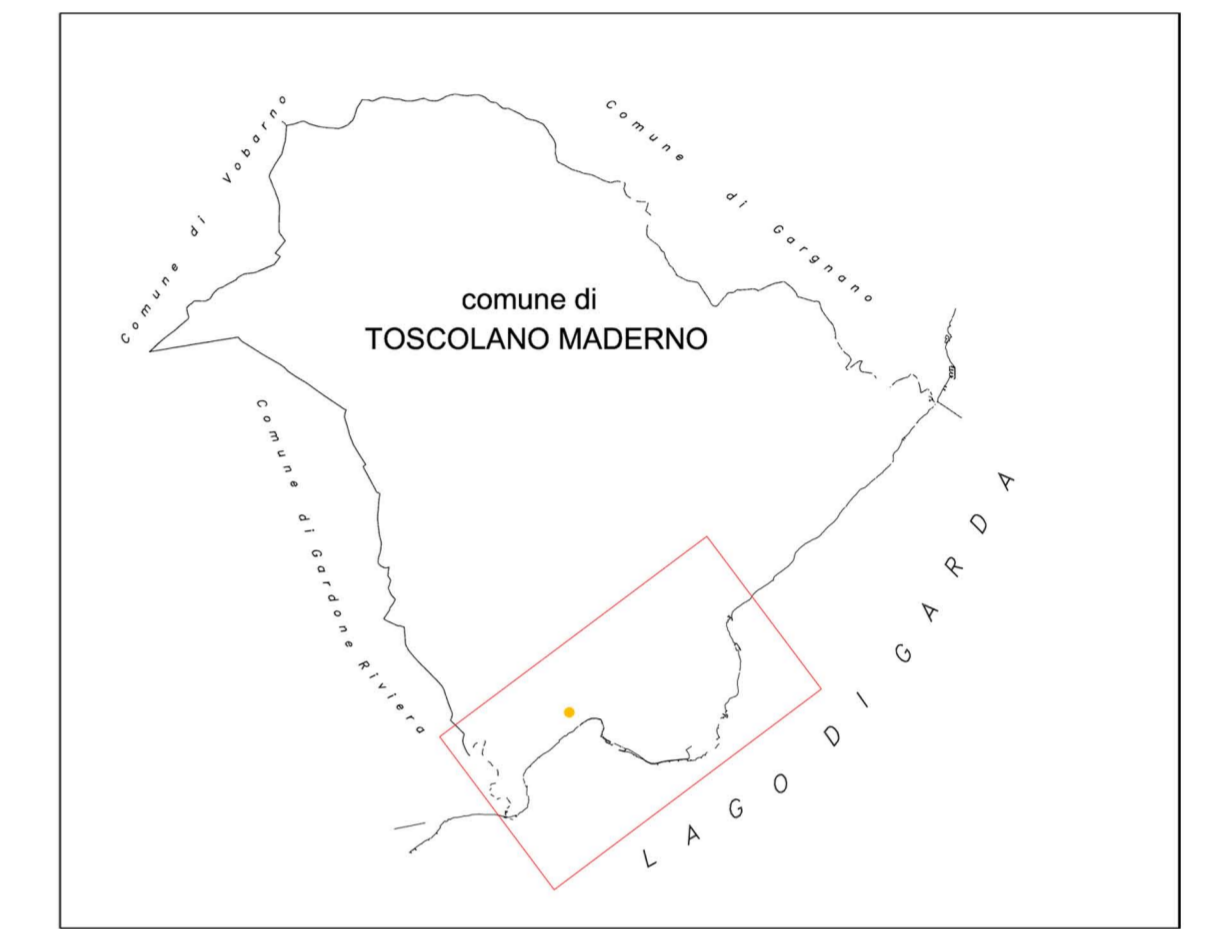 Comune di Vobarno
Comune di Gargnano
comune di
TOSCOLANO MADERNO
Comune di Gardone Riviera
LAGO DI GARDA